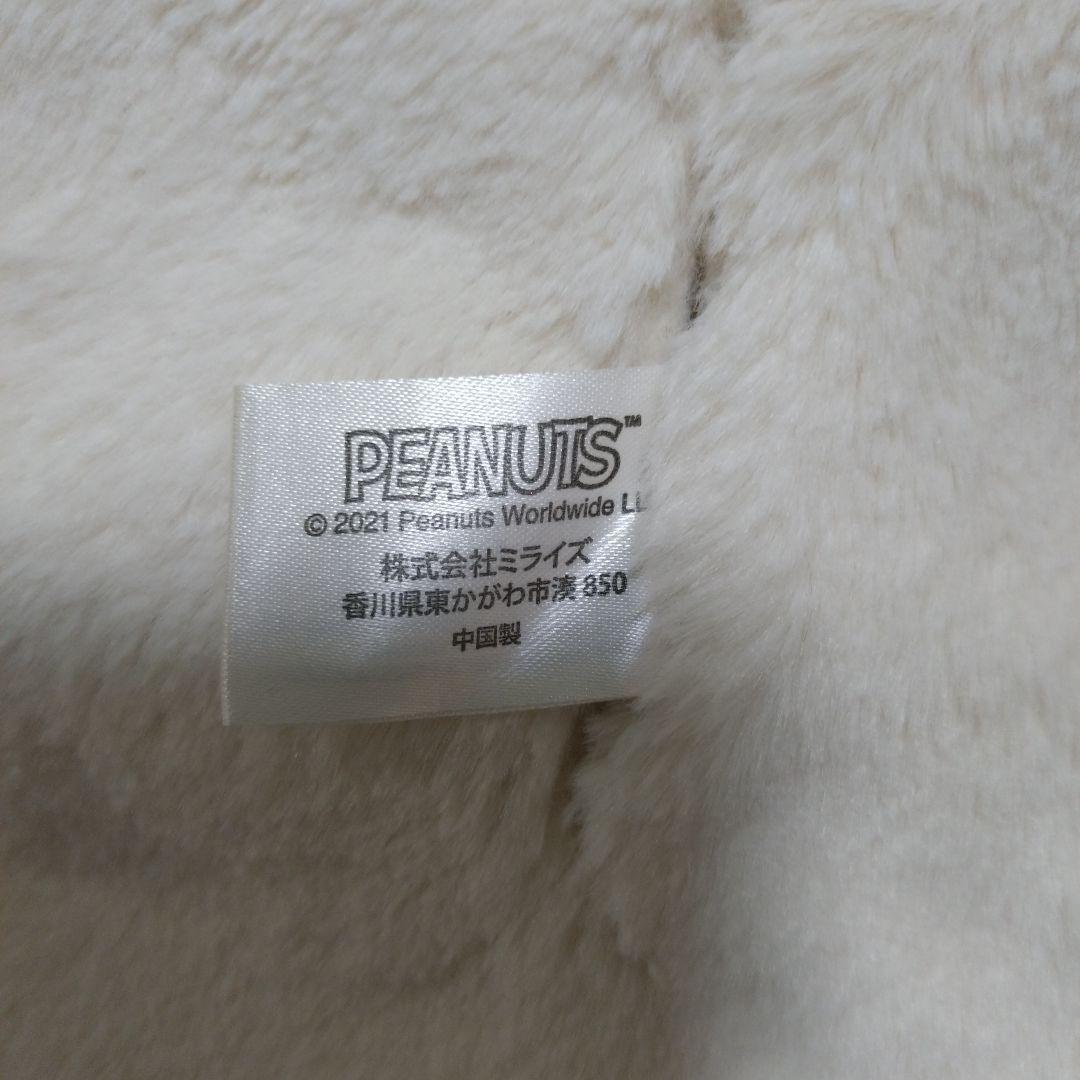 PEANUTS™
© 2021 Peanuts Worldwide LL
株式会社ミライズ
香川県東かがわ市湊 850
中国製